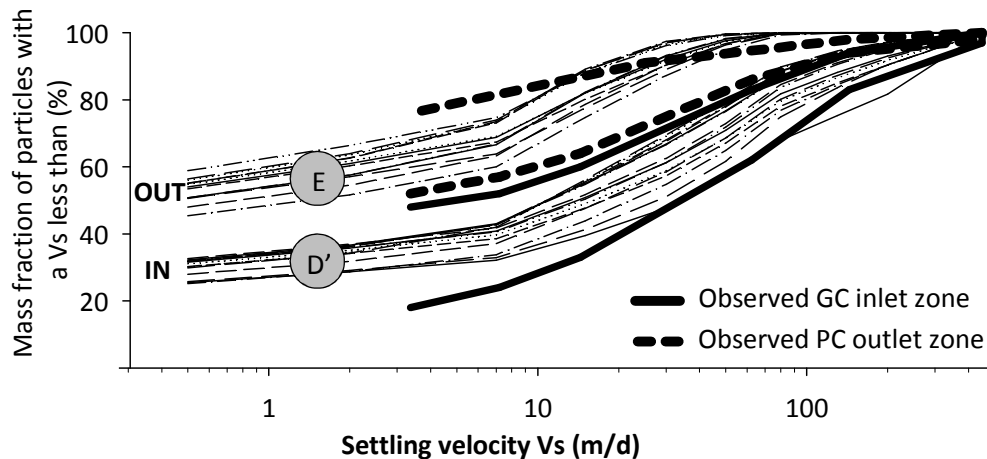 Mass fraction of particles with
a Vs less than (%)
100
80
60
40
20
OUT
IN
E
D'
Observed GC inlet zone
Observed PC outlet zone
1
10
100
Settling velocity Vs (m/d)